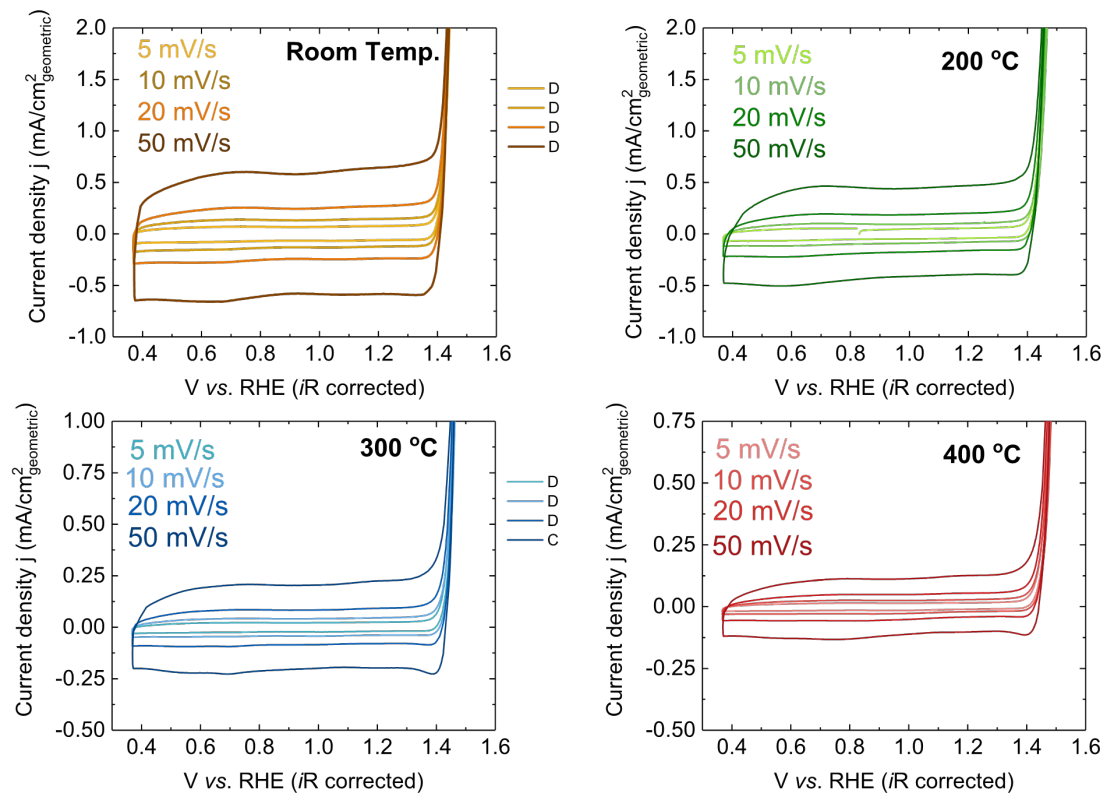 Room Temp.
5 mV/s
10 mV/s
20 mV/s
50 mV/s
D
D
D
D
2.0
1.5
1.0
0.5
0.0
-0.5
-1.0
0.4 0.6 0.8 1.0 1.2 1.4 1.6
Current density j (mA/cm²geometric)
V vs. RHE (iR corrected)
200 °C
5 mV/s
10 mV/s
20 mV/s
50 mV/s
2.0
1.5
1.0
0.5
0.0
-0.5
-1.0
0.4 0.6 0.8 1.0 1.2 1.4 1.6
Current density j (mA/cm²geometric)
V vs. RHE (iR corrected)
300 °C
5 mV/s
10 mV/s
20 mV/s
50 mV/s
D
D
D
C
1.00
0.75
0.50
0.25
0.00
-0.25
-0.50
0.4 0.6 0.8 1.0 1.2 1.4 1.6
Current density j (mA/cm²geometric)
V vs. RHE (iR corrected)
400 °C
5 mV/s
10 mV/s
20 mV/s
50 mV/s
0.75
0.50
0.25
0.00
-0.25
-0.50
0.4 0.6 0.8 1.0 1.2 1.4 1.6
Current density j (mA/cm²geometric)
V vs. RHE (iR corrected)